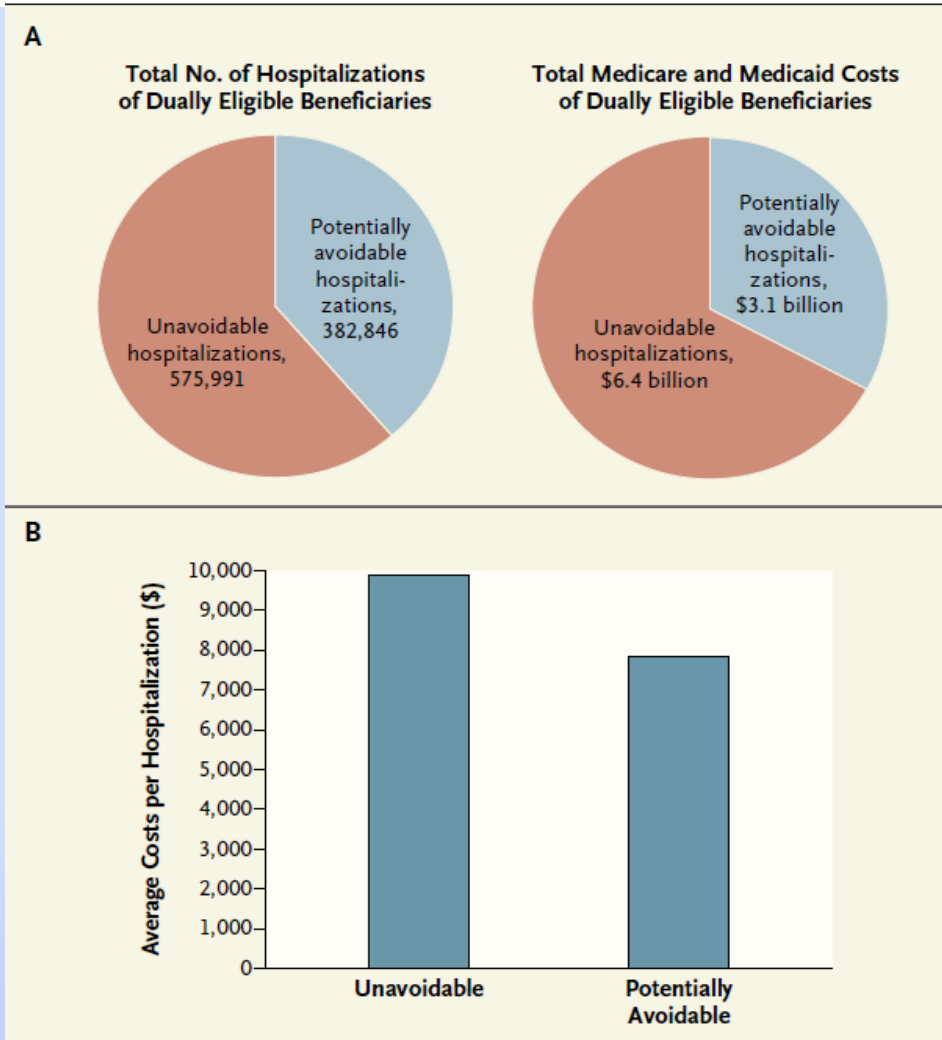 A
Total No. of Hospitalizations
of Dually Eligible Beneficiaries
Potentially
avoidable
hospitali-
zations,
382,846
Unavoidable
hospitalizations,
575,991
Total Medicare and Medicaid Costs
of Dually Eligible Beneficiaries
Potentially
avoidable
hospitali-
zations,
$3.1 billion
Unavoidable
hospitalizations,
$6.4 billion
B
Average Costs per Hospitalization ($)
10,000
9,000
8,000
7,000
6,000
5,000
4,000
3,000
2,000
1,000
0
Unavoidable
Potentially
Avoidable